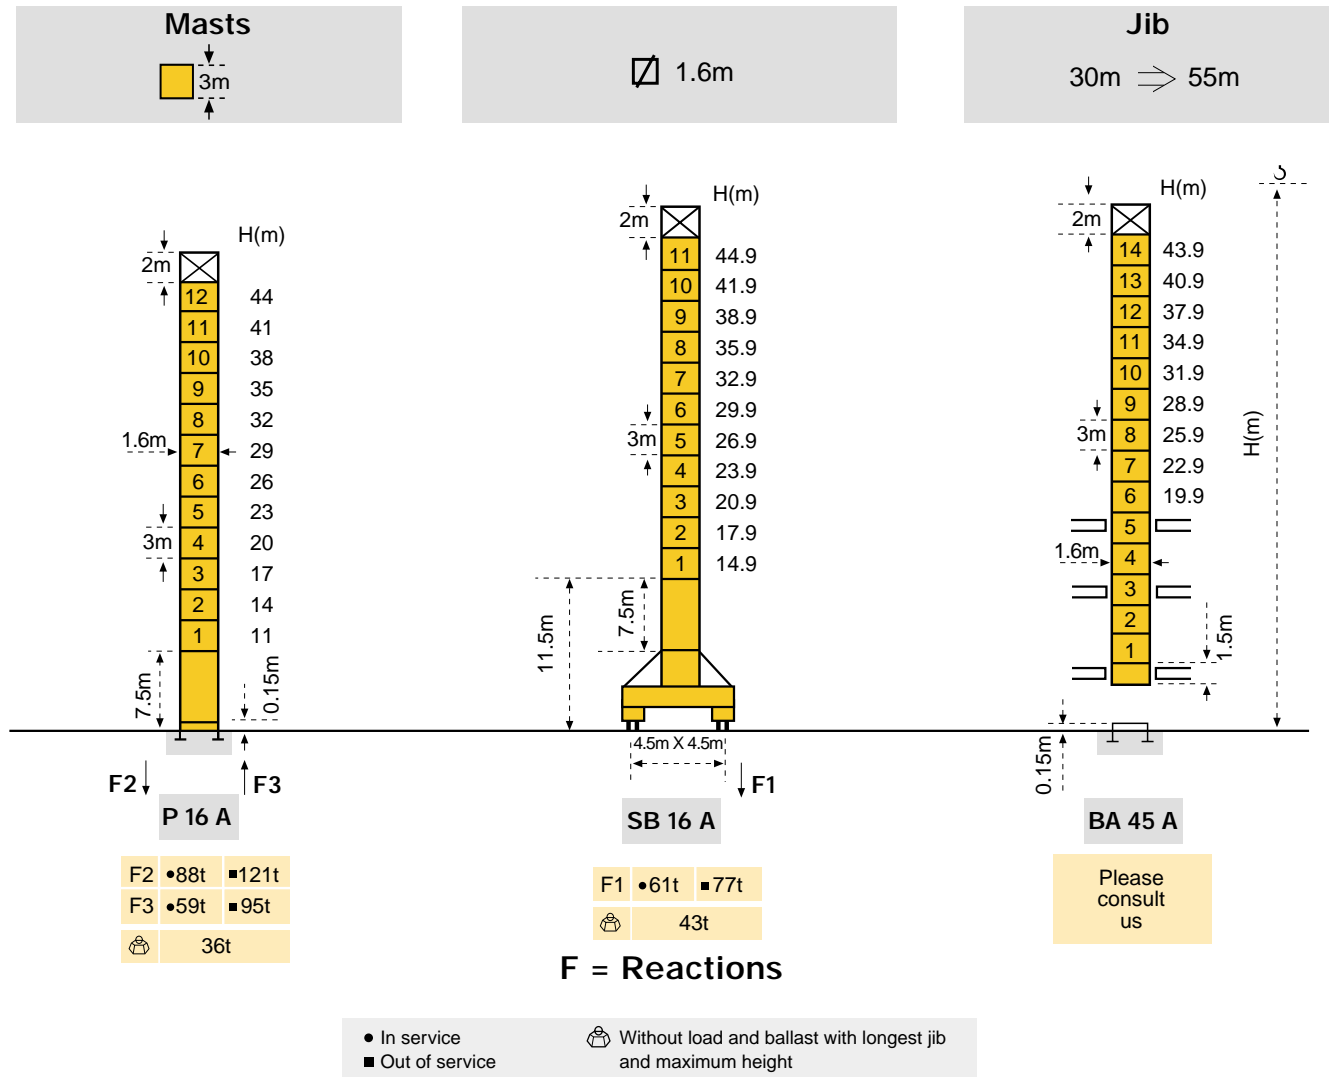 Masts
3m
1.6m
Jib
30m 55m
H(m)
2m
12 44
11 41
10 38
9 35
8 32
1.6m 7 29
6 26
5 23
3m 4 20
3 17
2 14
1 11
7.5m
0.15m
F2 F3
P 16 A
F2 •88t ■121t
F3 •59t ■95t
36t
H(m)
2m
11 44.9
10 41.9
9 38.9
8 35.9
7 32.9
6 29.9
3m 5 26.9
4 23.9
3 20.9
2 17.9
1 14.9
11.5m
7.5m
4.5m X 4.5m
F1
SB 16 A
F1 •61t ■77t
43t
H(m)
2m
14 43.9
13 40.9
12 37.9
11 34.9
10 31.9
9 28.9
3m 8 25.9
7 22.9
6 19.9
5
1.6m 4
3
2
1
1.5m
0.15m
H(m)
BA 45 A
Please
consult
us
F = Reactions
• In service
■ Out of service
Without load and ballast with longest jib
and maximum height